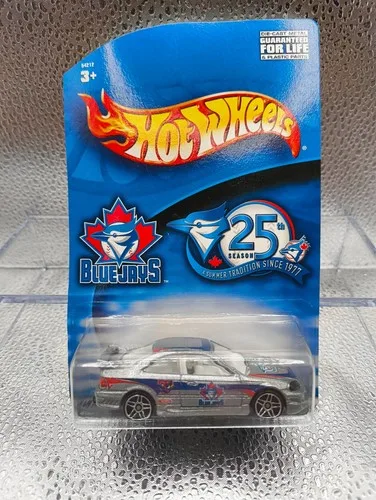 DIE-CAST METAL
GUARANTEED
FOR LIFE
& PLASTIC PARTS
3+
Hot Wheels
®
BLUE JAYS
TM
25th
SEASON
A SUMMER TRADITION SINCE 1977